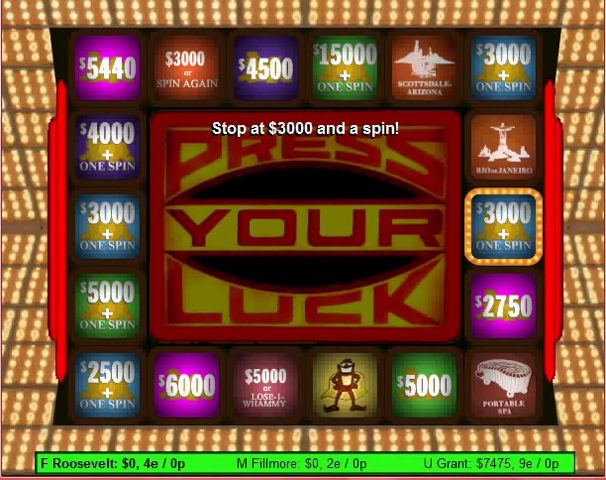 $5440
$3000
or
SPIN AGAIN
$4500
$15000
+
ONE SPIN
SCOTTSDALE,
ARIZONA
$3000
+
ONE SPIN
$4000
+
ONE SPIN
Stop at $3000 and a spin!
RIO DE JANEIRO
PRESS
YOUR
LUCK
$3000
+
ONE SPIN
$3000
+
ONE SPIN
$5000
+
ONE SPIN
$2750
$2500
+
ONE SPIN
$6000
$5000
or
LOSE-1-
WHAMMY
$5000
PORTABLE
SPA
F Roosevelt: $0, 4e / 0p
M Fillmore: $0, 2e / 0p
U Grant: $7475, 9e / 0p